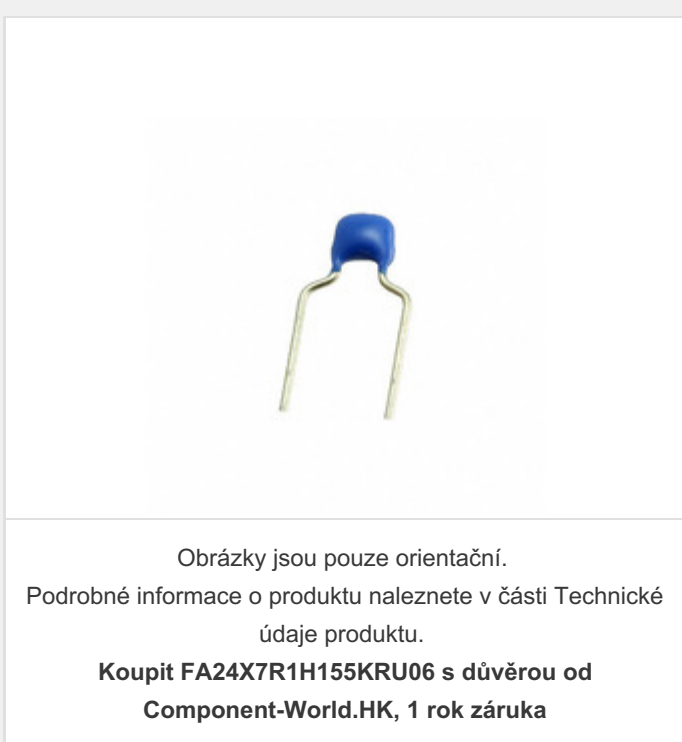 Obrázky jsou pouze orientační.
Podrobné informace o produktu naleznete v části Technické
údaje produktu.
Koupit FA24X7R1H155KRU06 s důvěrou od
Component-World.HK, 1 rok záruka